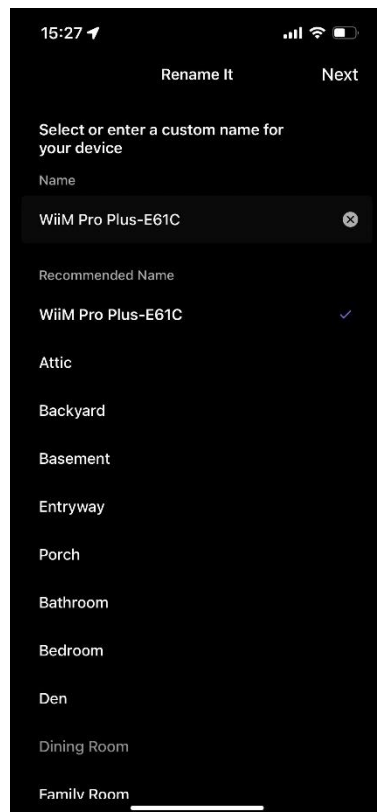 15:27
Rename It
Next
Select or enter a custom name for
your device
Name
WiiM Pro Plus-E61C
Recommended Name
WiiM Pro Plus-E61C
Attic
Backyard
Basement
Entryway
Porch
Bathroom
Bedroom
Den
Dining Room
Family Room